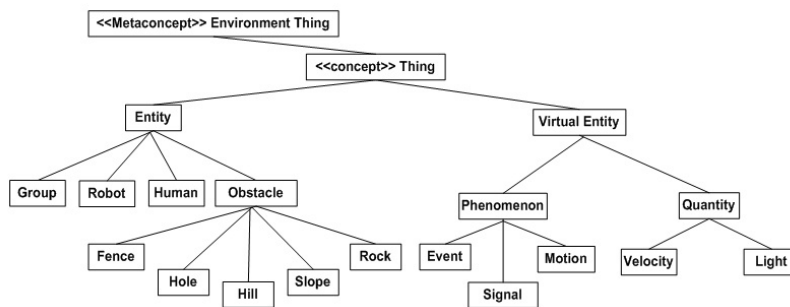 <<Metaconcept>> Environment Thing
<<concept>> Thing
Entity
Virtual Entity
Group
Robot
Human
Obstacle
Phenomenon
Quantity
Fence
Hole
Hill
Slope
Rock
Event
Signal
Motion
Velocity
Light